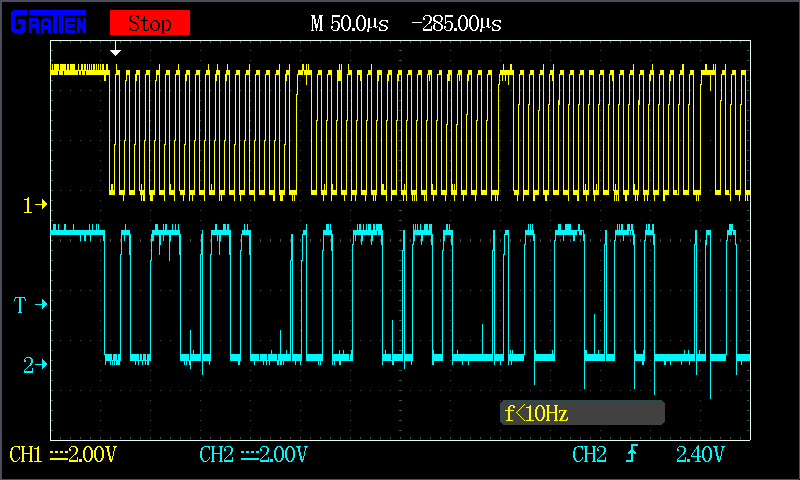 GRATTEN Stop M 50.0μs -285.00μs
1
T
2
f<10Hz
CH1 2.00V CH2 2.00V CH2 2.40V